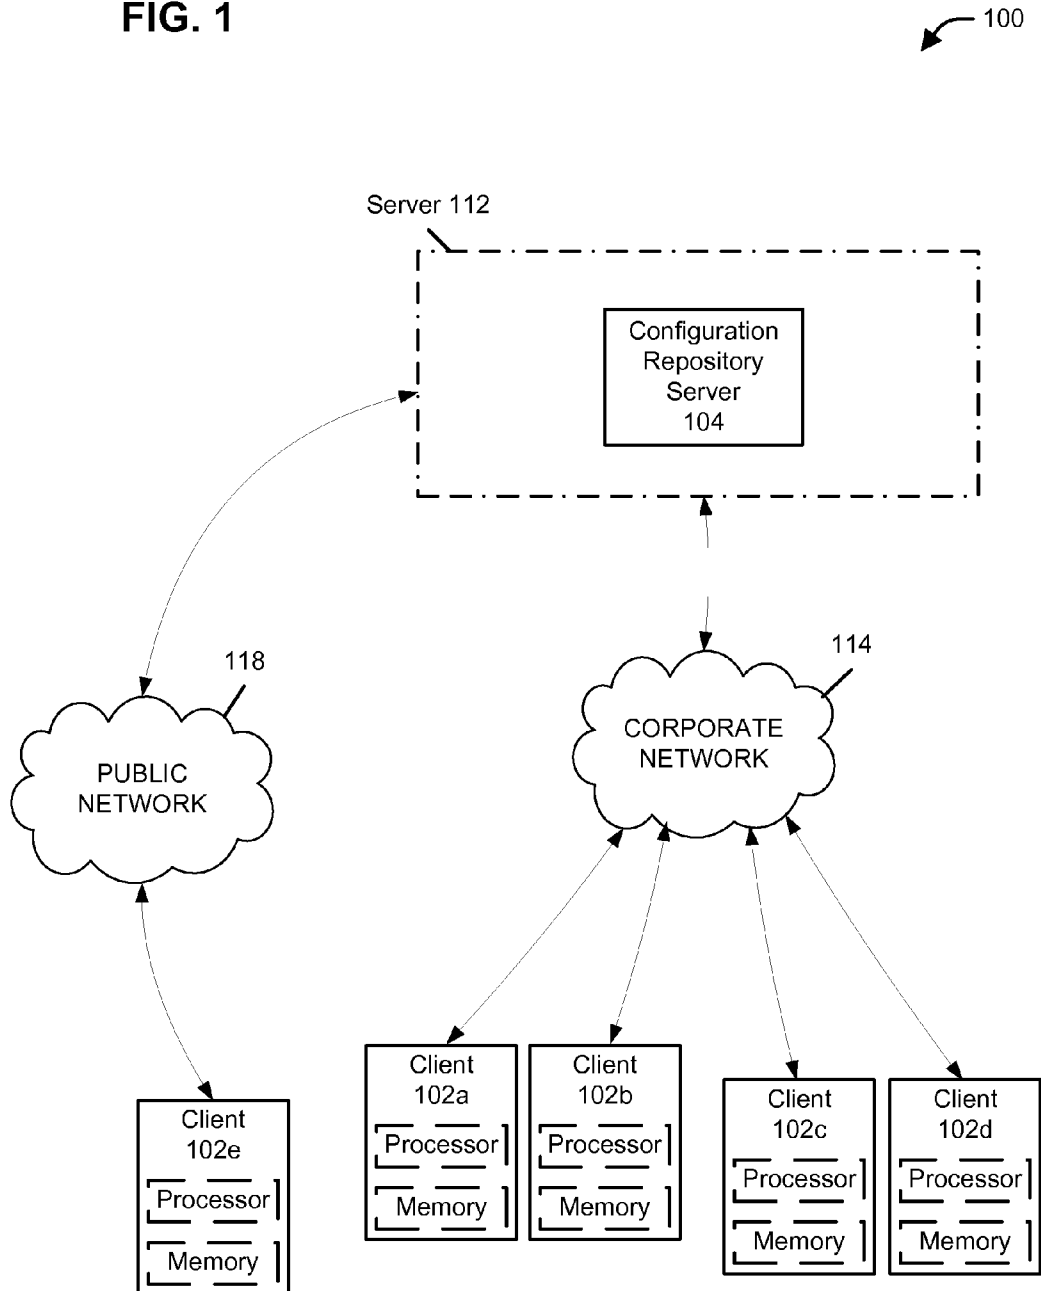 FIG. 1
100
Server 112
Configuration
Repository
Server
104
118
114
PUBLIC
NETWORK
CORPORATE
NETWORK
Client
102a
Processor
Memory
Client
102b
Processor
Memory
Client
102c
Processor
Memory
Client
102d
Processor
Memory
Client
102e
Processor
Memory